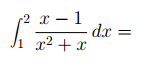 ∫₁² (x − 1)/(x² + x) dx =